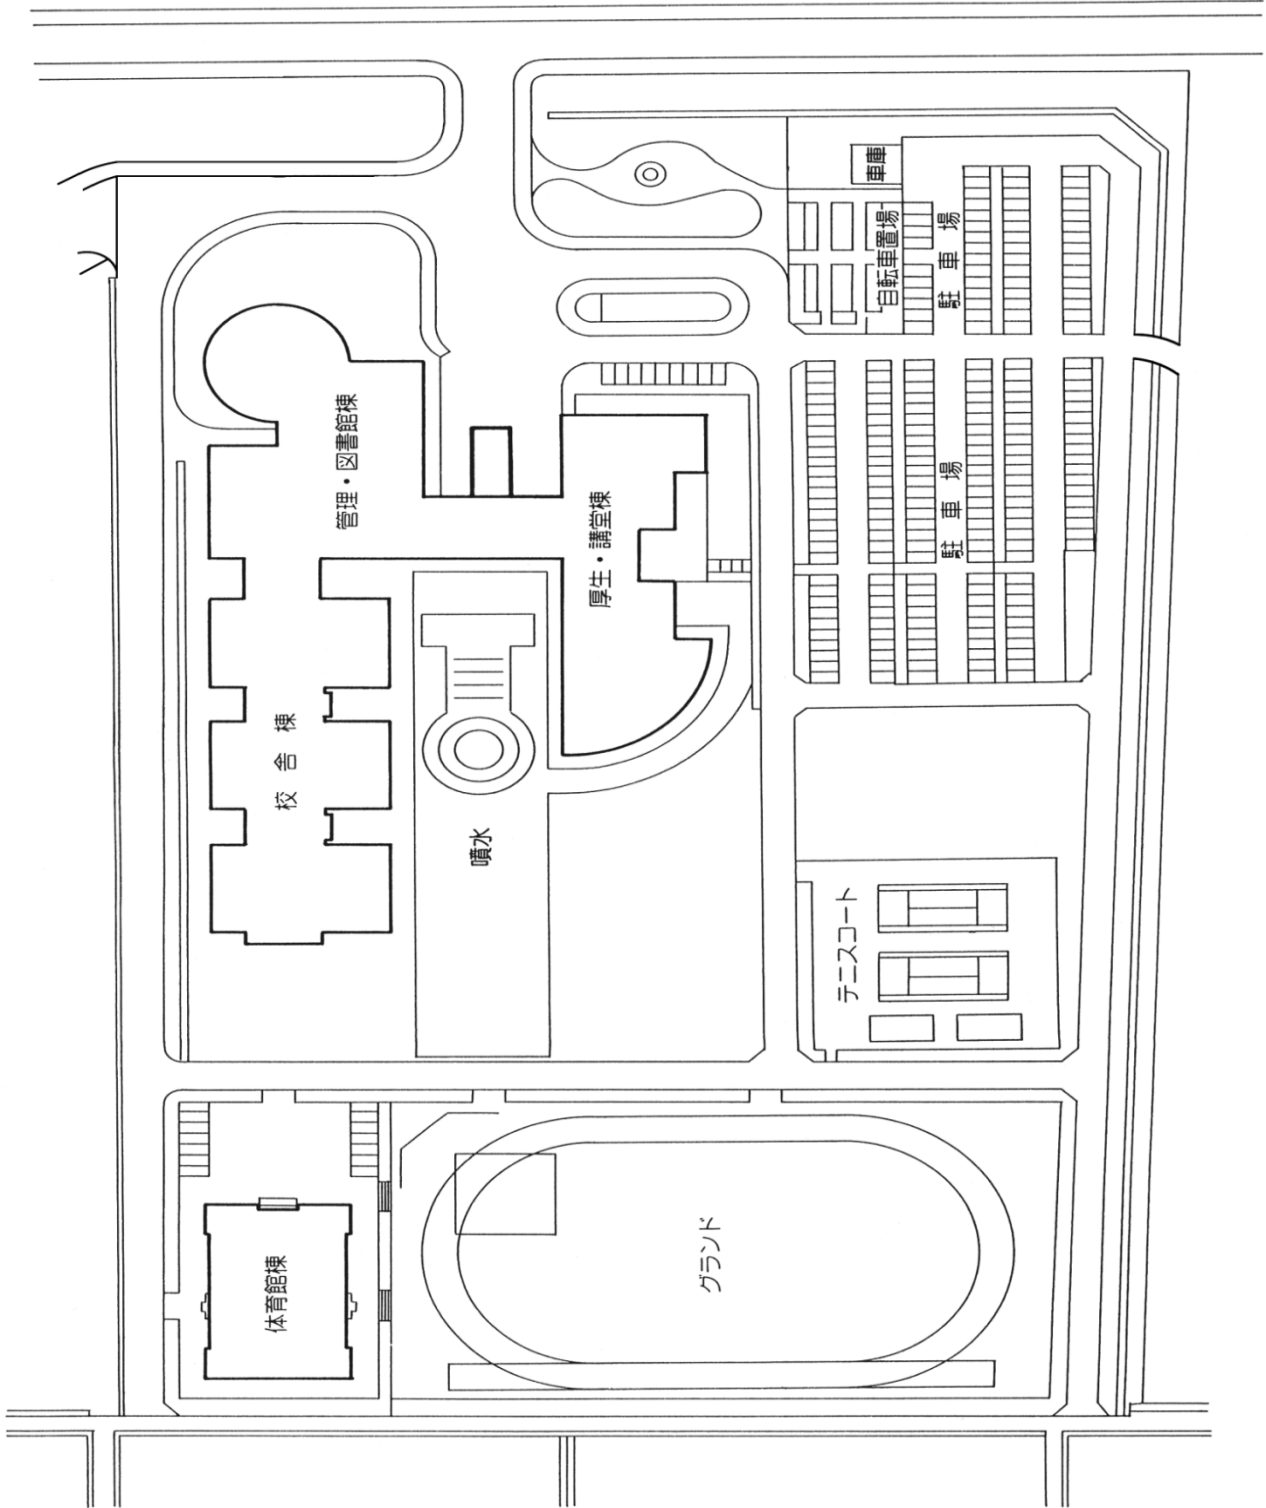 車庫
自転車置場
駐車場
管理・図書館棟
厚生・講堂棟
駐車場
校舎棟
噴水
テニスコート
グランド
体育館棟